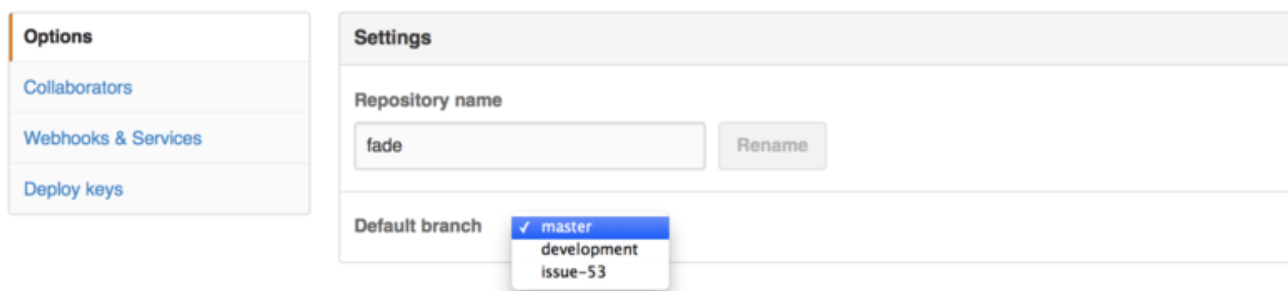 Options
Collaborators
Webhooks & Services
Deploy keys
Settings
Repository name
fade
Rename
Default branch
✓ master
development
issue-53